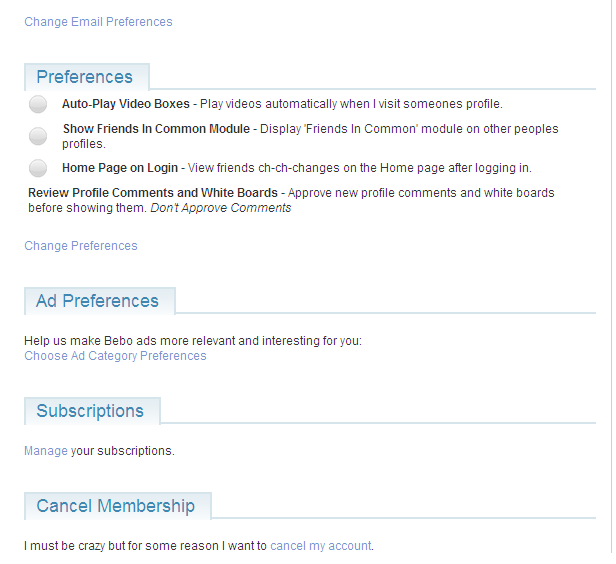 Change Email Preferences
Preferences
Auto-Play Video Boxes - Play videos automatically when I visit someones profile.
Show Friends In Common Module - Display 'Friends In Common' module on other peoples
profiles.
Home Page on Login - View friends ch-ch-changes on the Home page after logging in.
Review Profile Comments and White Boards - Approve new profile comments and white boards
before showing them. Don't Approve Comments
Change Preferences
Ad Preferences
Help us make Bebo ads more relevant and interesting for you:
Choose Ad Category Preferences
Subscriptions
Manage your subscriptions.
Cancel Membership
I must be crazy but for some reason I want to cancel my account.